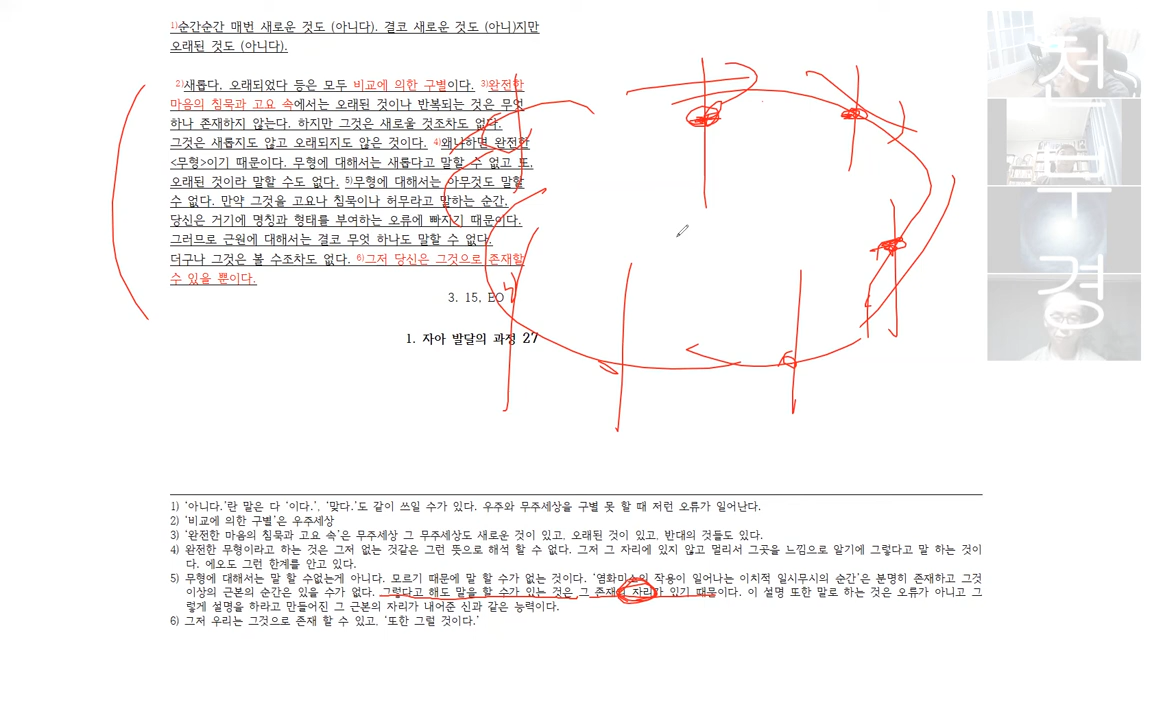 1)순간순간 매번 새로운 것도 (아니다). 결코 새로운 것도 (아니)지만
오래된 것도 (아니다).
2)새롭다. 오래되었다 등은 모두 비교에 의한 구별이다. 3)완전한
마음의 침묵과 고요 속에서는 오래된 것이나 반복되는 것은 무엇
하나 존재하지 않는다. 하지만 그것은 새로울 것조차도 없다.
그것은 새롭지도 않고 오래되지도 않은 것이다. 4)왜냐하면 완전한
<무형>이기 때문이다. 무형에 대해서는 새롭다고 말할 수 없고 또,
오래된 것이라 말할 수도 없다. 5)무형에 대해서는 아무것도 말할
수 없다. 만약 그것을 고요나 침묵이나 허무라고 말하는 순간,
당신은 거기에 명칭과 형태를 부여하는 오류에 빠지기 때문이다.
그러므로 근원에 대해서는 결코 무엇 하나도 말할 수 없다.
더구나 그것은 볼 수조차도 없다. 6)그저 당신은 그것으로 존재할
수 있을 뿐이다.
3. 15, EO
1. 자아 발달의 과정 27
1) '아니다.'란 말은 다 '이다.', '맞다.'도 같이 쓰일 수가 있다. 우주와 무주세상을 구별 못 할 때 저런 오류가 일어난다.
2) '비교에 의한 구별'은 우주세상
3) '완전한 마음의 침묵과 고요 속'은 무주세상 그 무주세상도 새로운 것이 있고, 오래된 것이 있고, 반대의 것들도 있다.
4) 완전한 무형이라고 하는 것은 그저 없는 것같은 그런 뜻으로 해석 할 수 없다. 그저 그 자리에 있지 않고 멀리서 그곳을 느낌으로 알기에 그렇다고 말 하는 것이
다. 에오도 그런 한계를 안고 있다.
5) 무형에 대해서는 말 할 수없는게 아니다. 모르기 때문에 말 할 수가 없는 것이다. '염화미소의 작용이 일어나는 이치적 일시무시의 순간'은 분명히 존재하고 그것
이상의 근본의 순간은 있을 수가 없다. 그렇다고 해도 말을 할 수가 있는 것은 그 존재의 자리가 있기 때문이다. 이 설명 또한 말로 하는 것은 오류가 아니고 그
렇게 설명을 하라고 만들어진 그 근본의 자리가 내어준 신과 같은 능력이다.
6) 그저 우리는 그것으로 존재 할 수 있고, '또한 그럴 것이다.'
천
부
경